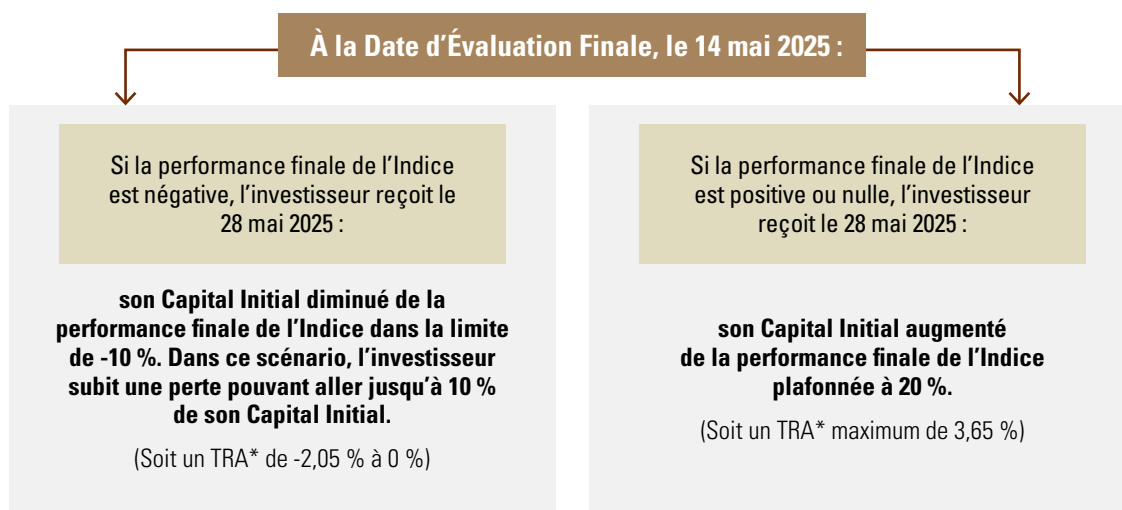 À la Date d’Évaluation Finale, le 14 mai 2025 :
Si la performance finale de l’Indice
est négative, l’investisseur reçoit le
28 mai 2025 :
son Capital Initial diminué de la
performance finale de l’Indice dans la limite
de -10 %. Dans ce scénario, l’investisseur
subit une perte pouvant aller jusqu’à 10 %
de son Capital Initial.
(Soit un TRA* de -2,05 % à 0 %)
Si la performance finale de l’Indice
est positive ou nulle, l’investisseur
reçoit le 28 mai 2025 :
son Capital Initial augmenté
de la performance finale de l’Indice
plafonnée à 20 %.
(Soit un TRA* maximum de 3,65 %)